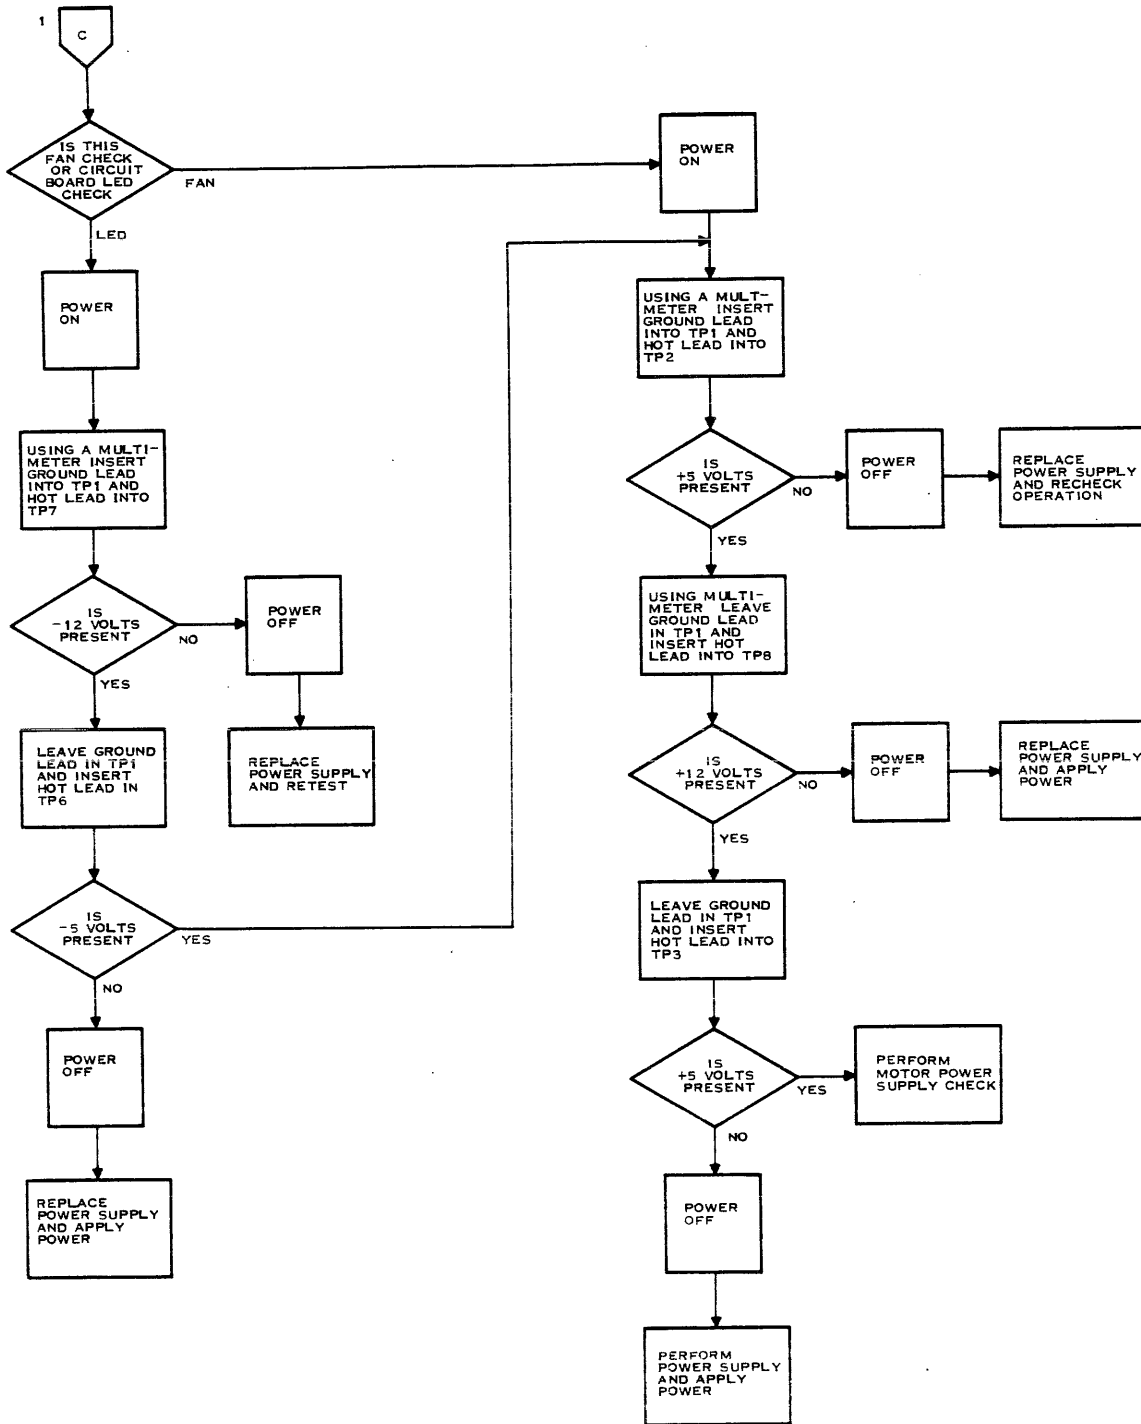 1
C
IS THIS
FAN CHECK
OR CIRCUIT
BOARD LED
CHECK
FAN
LED
POWER
ON
USING A MULTI-
METER INSERT
GROUND LEAD
INTO TP1 AND
HOT LEAD INTO
TP7
IS
-12 VOLTS
PRESENT
NO
POWER
OFF
REPLACE
POWER SUPPLY
AND RETEST
YES
LEAVE GROUND
LEAD IN TP1
AND INSERT
HOT LEAD IN
TP6
IS
-5 VOLTS
PRESENT
YES
NO
POWER
OFF
REPLACE
POWER SUPPLY
AND APPLY
POWER
POWER
ON
USING A MULT-
METER INSERT
GROUND LEAD
INTO TP1 AND
HOT LEAD INTO
TP2
IS
+5 VOLTS
PRESENT
NO
POWER
OFF
REPLACE
POWER SUPPLY
AND RECHECK
OPERATION
YES
USING MULTI-
METER LEAVE
GROUND LEAD
IN TP1 AND
INSERT HOT
LEAD INTO TP8
IS
+12 VOLTS
PRESENT
NO
POWER
OFF
REPLACE
POWER SUPPLY
AND APPLY
POWER
YES
LEAVE GROUND
LEAD IN TP1
AND INSERT
HOT LEAD INTO
TP3
IS
+5 VOLTS
PRESENT
YES
PERFORM
MOTOR POWER
SUPPLY CHECK
NO
POWER
OFF
PERFORM
POWER SUPPLY
AND APPLY
POWER